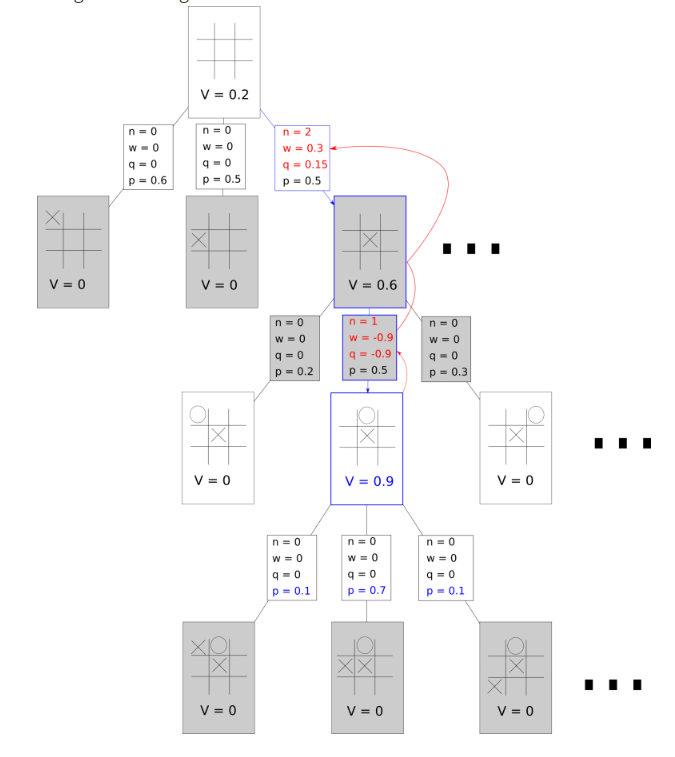 V = 0.2
n = 0
w = 0
q = 0
p = 0.6
n = 0
w = 0
q = 0
p = 0.5
n = 2
w = 0.3
q = 0.15
p = 0.5
V = 0
V = 0
V = 0.6
n = 0
w = 0
q = 0
p = 0.2
n = 1
w = -0.9
q = -0.9
p = 0.5
n = 0
w = 0
q = 0
p = 0.3
V = 0
V = 0.9
V = 0
n = 0
w = 0
q = 0
p = 0.1
n = 0
w = 0
q = 0
p = 0.7
n = 0
w = 0
q = 0
p = 0.1
V = 0
V = 0
V = 0